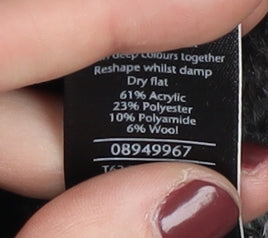 deep colours together
Reshape whilst damp
Dry flat
61% Acrylic
23% Polyester
10% Polyamide
6% Wool
08949967